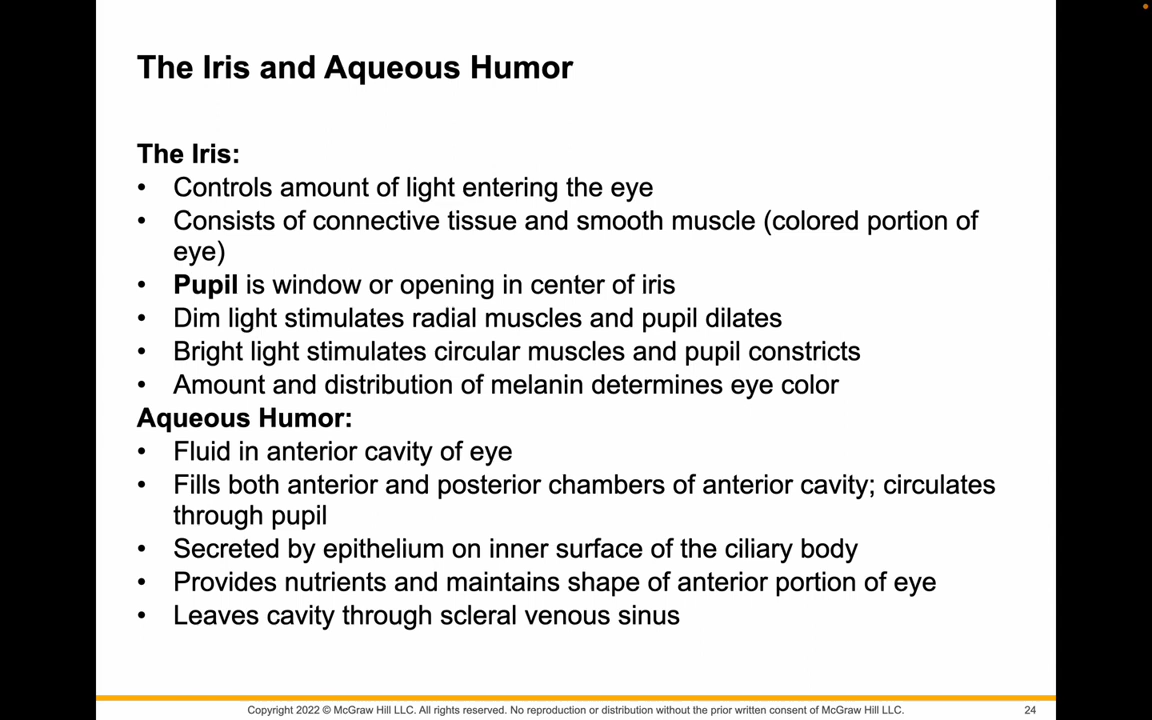 The Iris and Aqueous Humor
The Iris:
• Controls amount of light entering the eye
• Consists of connective tissue and smooth muscle (colored portion of
eye)
• Pupil is window or opening in center of iris
• Dim light stimulates radial muscles and pupil dilates
• Bright light stimulates circular muscles and pupil constricts
• Amount and distribution of melanin determines eye color
Aqueous Humor:
• Fluid in anterior cavity of eye
• Fills both anterior and posterior chambers of anterior cavity; circulates
through pupil
• Secreted by epithelium on inner surface of the ciliary body
• Provides nutrients and maintains shape of anterior portion of eye
• Leaves cavity through scleral venous sinus
Copyright 2022 © McGraw Hill LLC. All rights reserved. No reproduction or distribution without the prior written consent of McGraw Hill LLC.
24